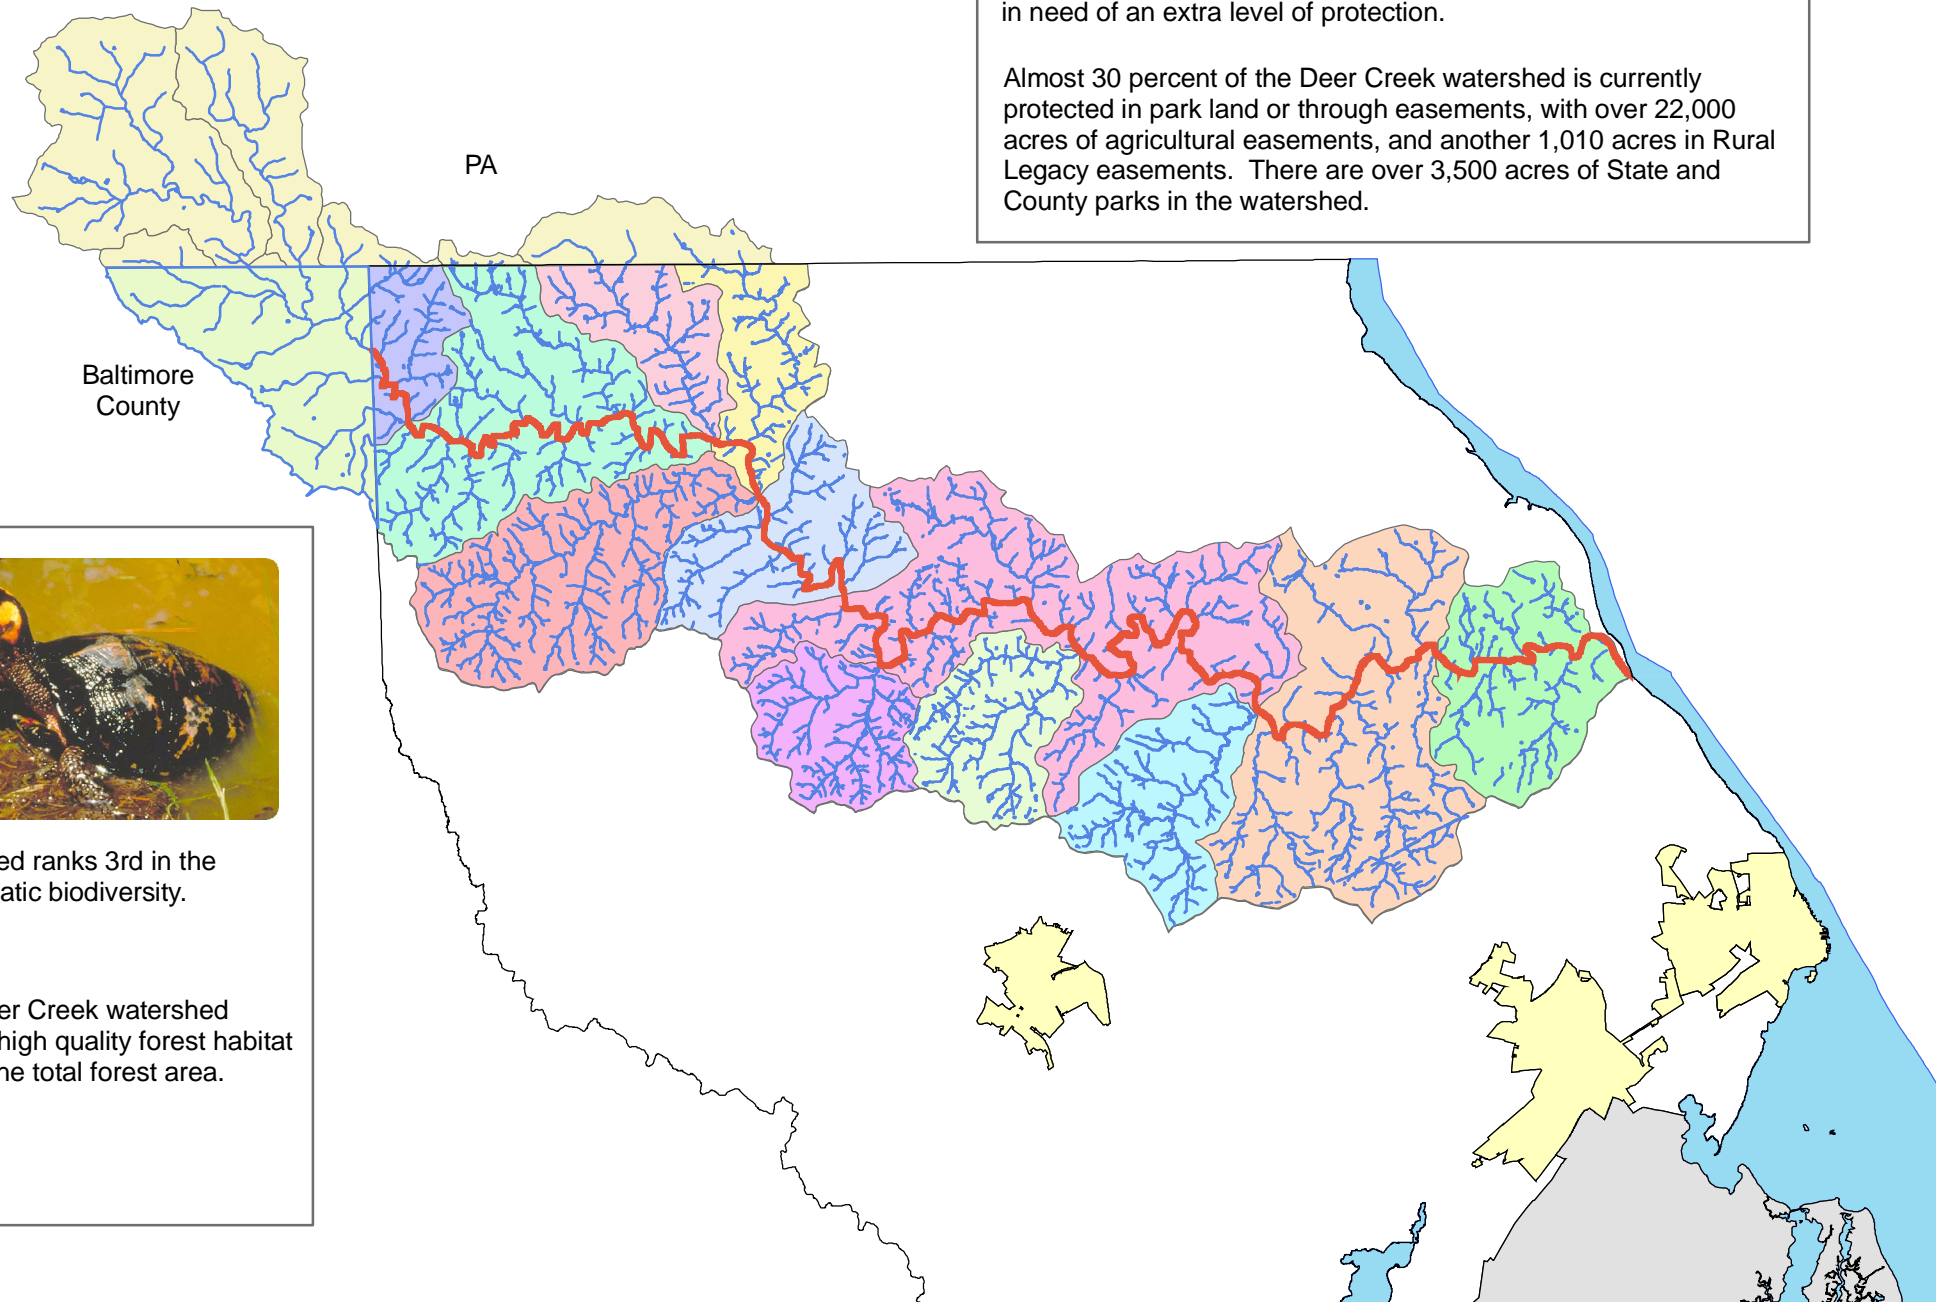 in need of an extra level of protection.
Almost 30 percent of the Deer Creek watershed is currently
protected in park land or through easements, with over 22,000
acres of agricultural easements, and another 1,010 acres in Rural
Legacy easements.  There are over 3,500 acres of State and
County parks in the watershed.
PA
Baltimore
County
ed ranks 3rd in the
atic biodiversity.
er Creek watershed
high quality forest habitat
he total forest area.